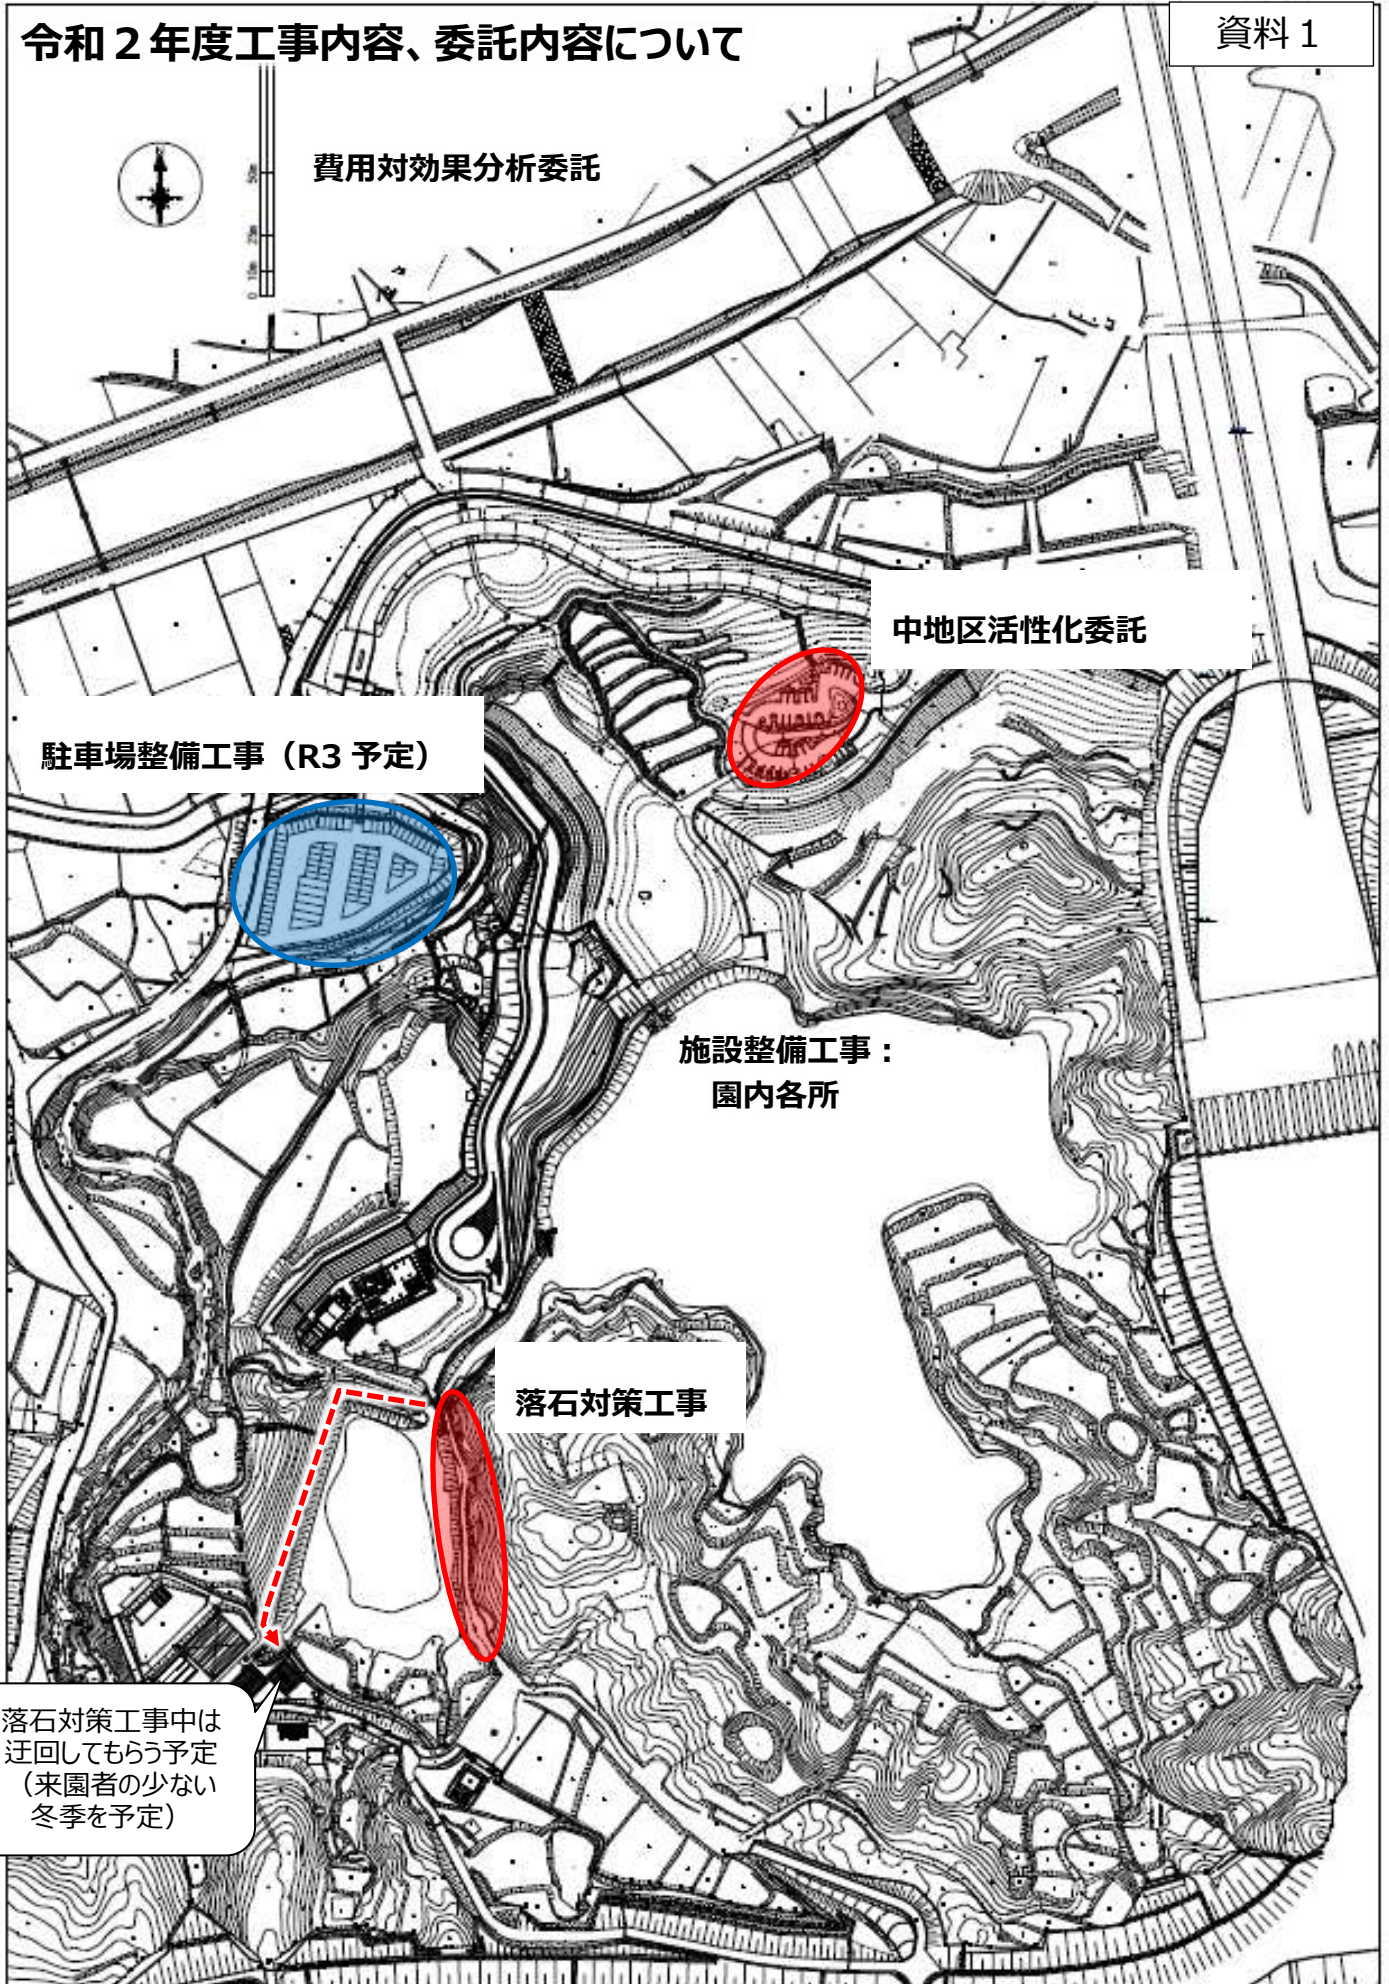 令和２年度工事内容、委託内容について
資料１
費用対効果分析委託
中地区活性化委託
駐車場整備工事（R3 予定）
施設整備工事：
園内各所
落石対策工事
落石対策工事中は
迂回してもらう予定
（来園者の少ない
冬季を予定）